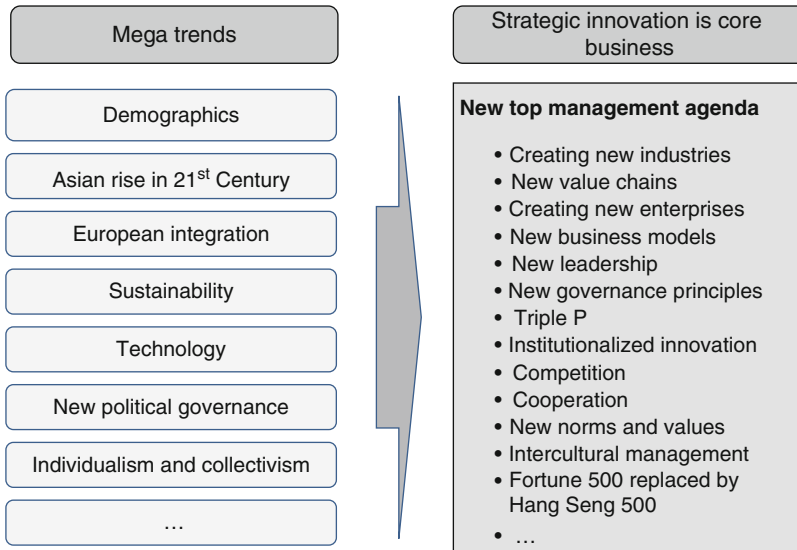 Mega trends
Demographics
Asian rise in 21st Century
European integration
Sustainability
Technology
New political governance
Individualism and collectivism
…
Strategic innovation is core
business
New top management agenda
• Creating new industries
• New value chains
• Creating new enterprises
• New business models
• New leadership
• New governance principles
• Triple P
• Institutionalized innovation
• Competition
• Cooperation
• New norms and values
• Intercultural management
• Fortune 500 replaced by
Hang Seng 500
• …